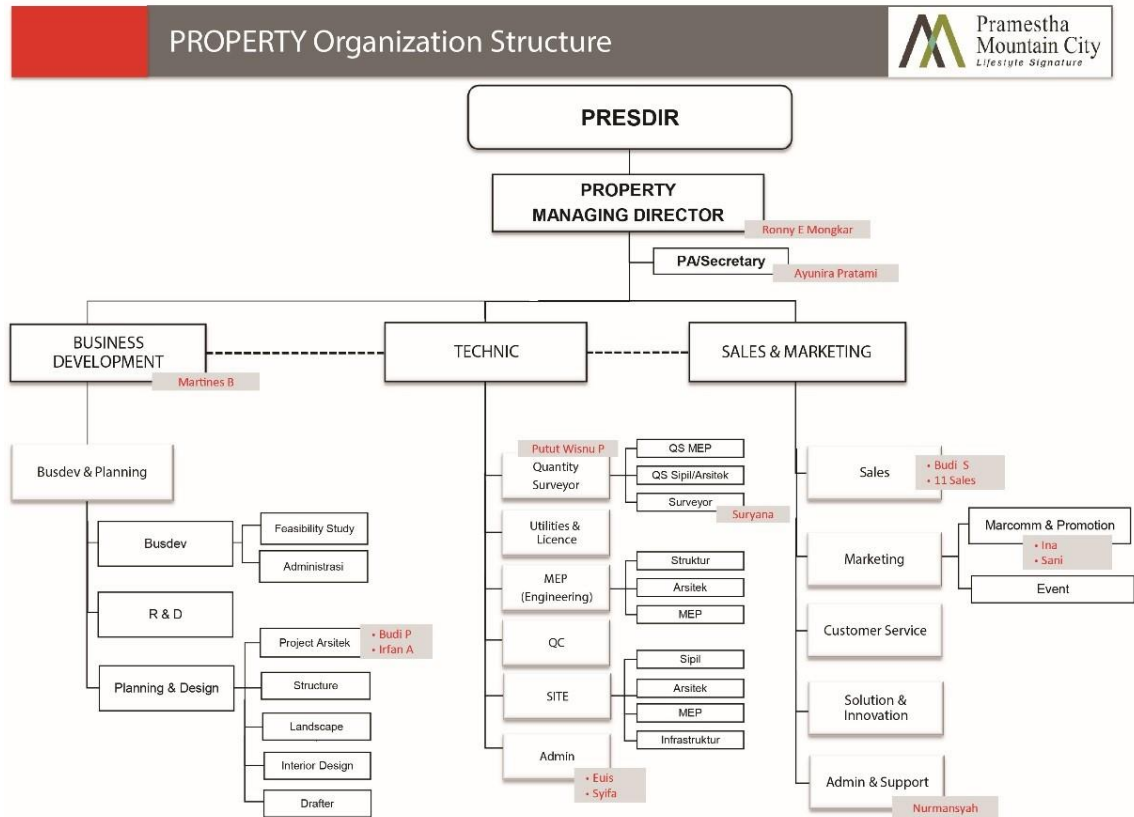 PROPERTY Organization Structure
Pramestha
Mountain City
Lifestyle Signature
PRESDIR
PROPERTY
MANAGING DIRECTOR
Ronny E Mongkar
PA/Secretary
Ayunira Pratami
BUSINESS
DEVELOPMENT
Martines B
TECHNIC
SALES & MARKETING
Busdev & Planning
Busdev
Feasibility Study
Administrasi
R & D
Planning & Design
Project Arsitek
• Budi P
• Irfan A
Structure
Landscape
Interior Design
Drafter
Putut Wisnu P
Quantity
Surveyor
QS MEP
QS Sipil/Arsitek
Surveyor
Suryana
Utilities &
Licence
MEP
(Engineering)
Struktur
Arsitek
MEP
QC
SITE
Sipil
Arsitek
MEP
Infrastruktur
Admin
• Euis
• Syifa
Sales
• Budi S
• 11 Sales
Marketing
Marcomm & Promotion
• Ina
• Sani
Event
Customer Service
Solution &
Innovation
Admin & Support
Nurmansyah